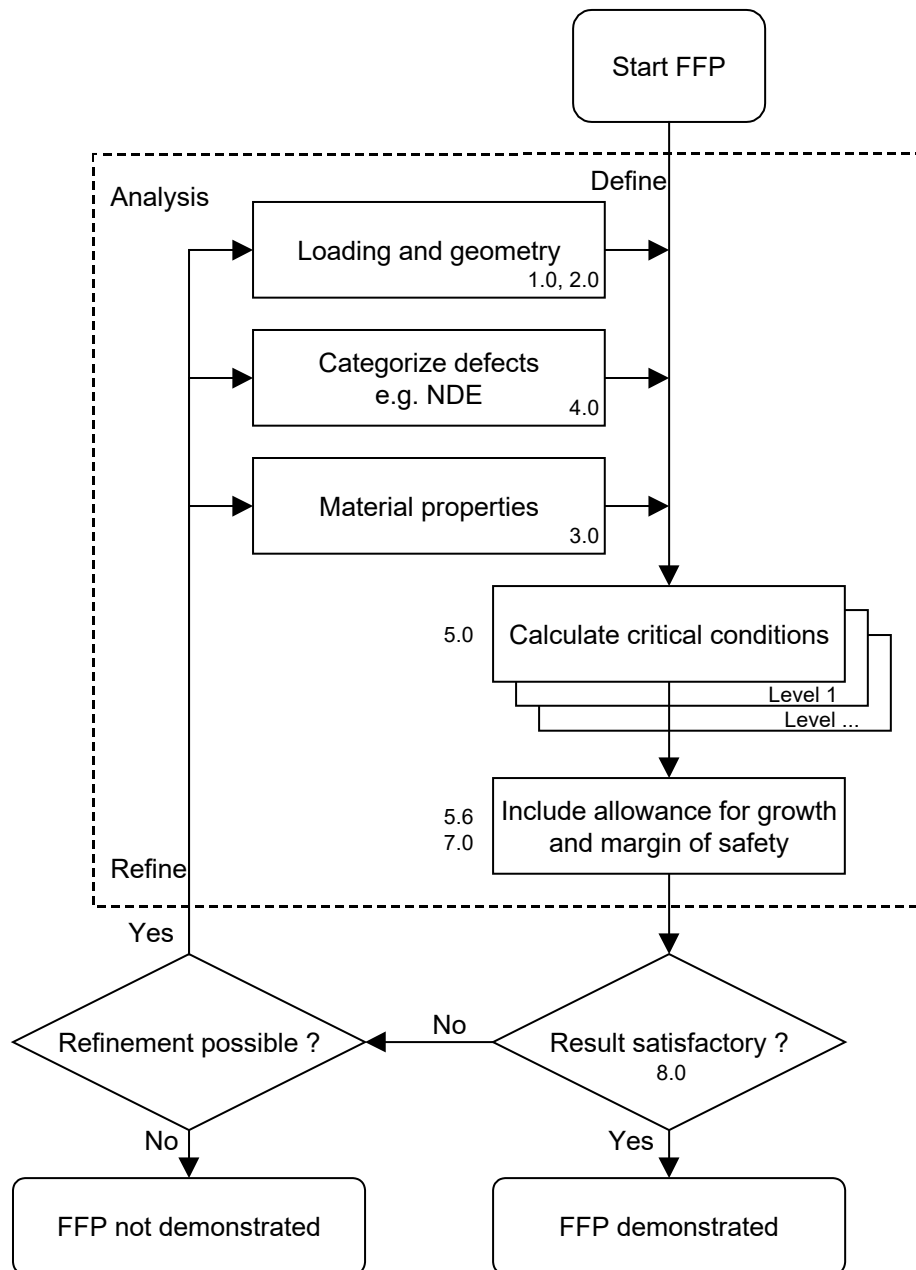 Start FFP
Define
Analysis
Loading and geometry
1.0, 2.0
Categorize defects
e.g. NDE
4.0
Material properties
3.0
5.0
Calculate critical conditions
Level 1
Level ...
5.6
7.0
Include allowance for growth
and margin of safety
Refine
Yes
Refinement possible ?
No
Result satisfactory ?
8.0
No
Yes
FFP not demonstrated
FFP demonstrated